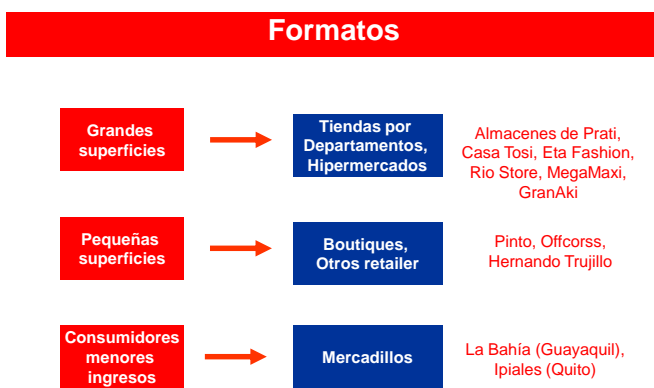 Formatos
Grandes
superficies
Tiendas por
Departamentos,
Hipermercados
Almacenes de Prati,
Casa Tosi, Eta Fashion,
Rio Store, MegaMaxi,
GranAki
Pequeñas
superficies
Boutiques,
Otros retailer
Pinto, Offcorss,
Hernando Trujillo
Consumidores
menores
ingresos
Mercadillos
La Bahía (Guayaquil),
Ipiales (Quito)